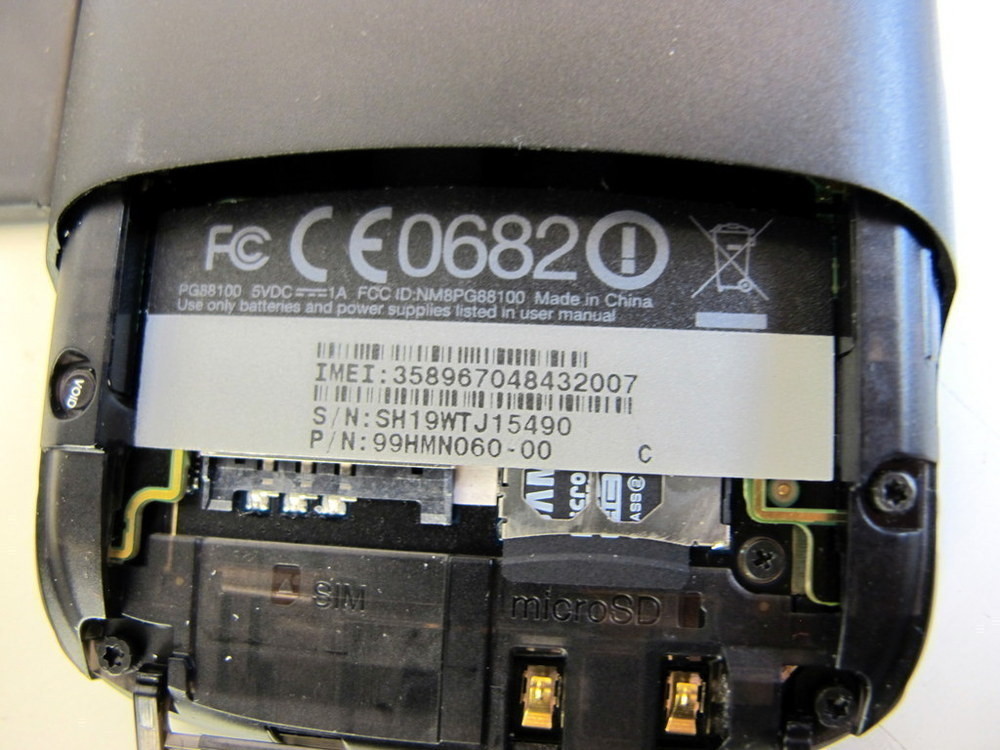 FC CE0682
PG88100 5VDC 1A FCC ID:NM8PG88100 Made in China
Use only batteries and power supplies listed in user manual
IMEI:358967048432007
S/N:SH19WTJ15490
P/N:99HMN060-00 C
VOID
SIM
microSD